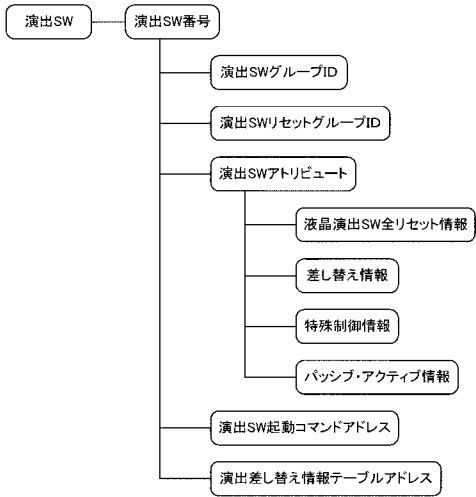 演出SW
演出SW番号
演出SWグループID
演出SWリセットグループID
演出SWアトリビュート
液晶演出SW全リセット情報
差し替え情報
特殊制御情報
パッシブ・アクティブ情報
演出SW起動コマンドアドレス
演出差し替え情報テーブルアドレス